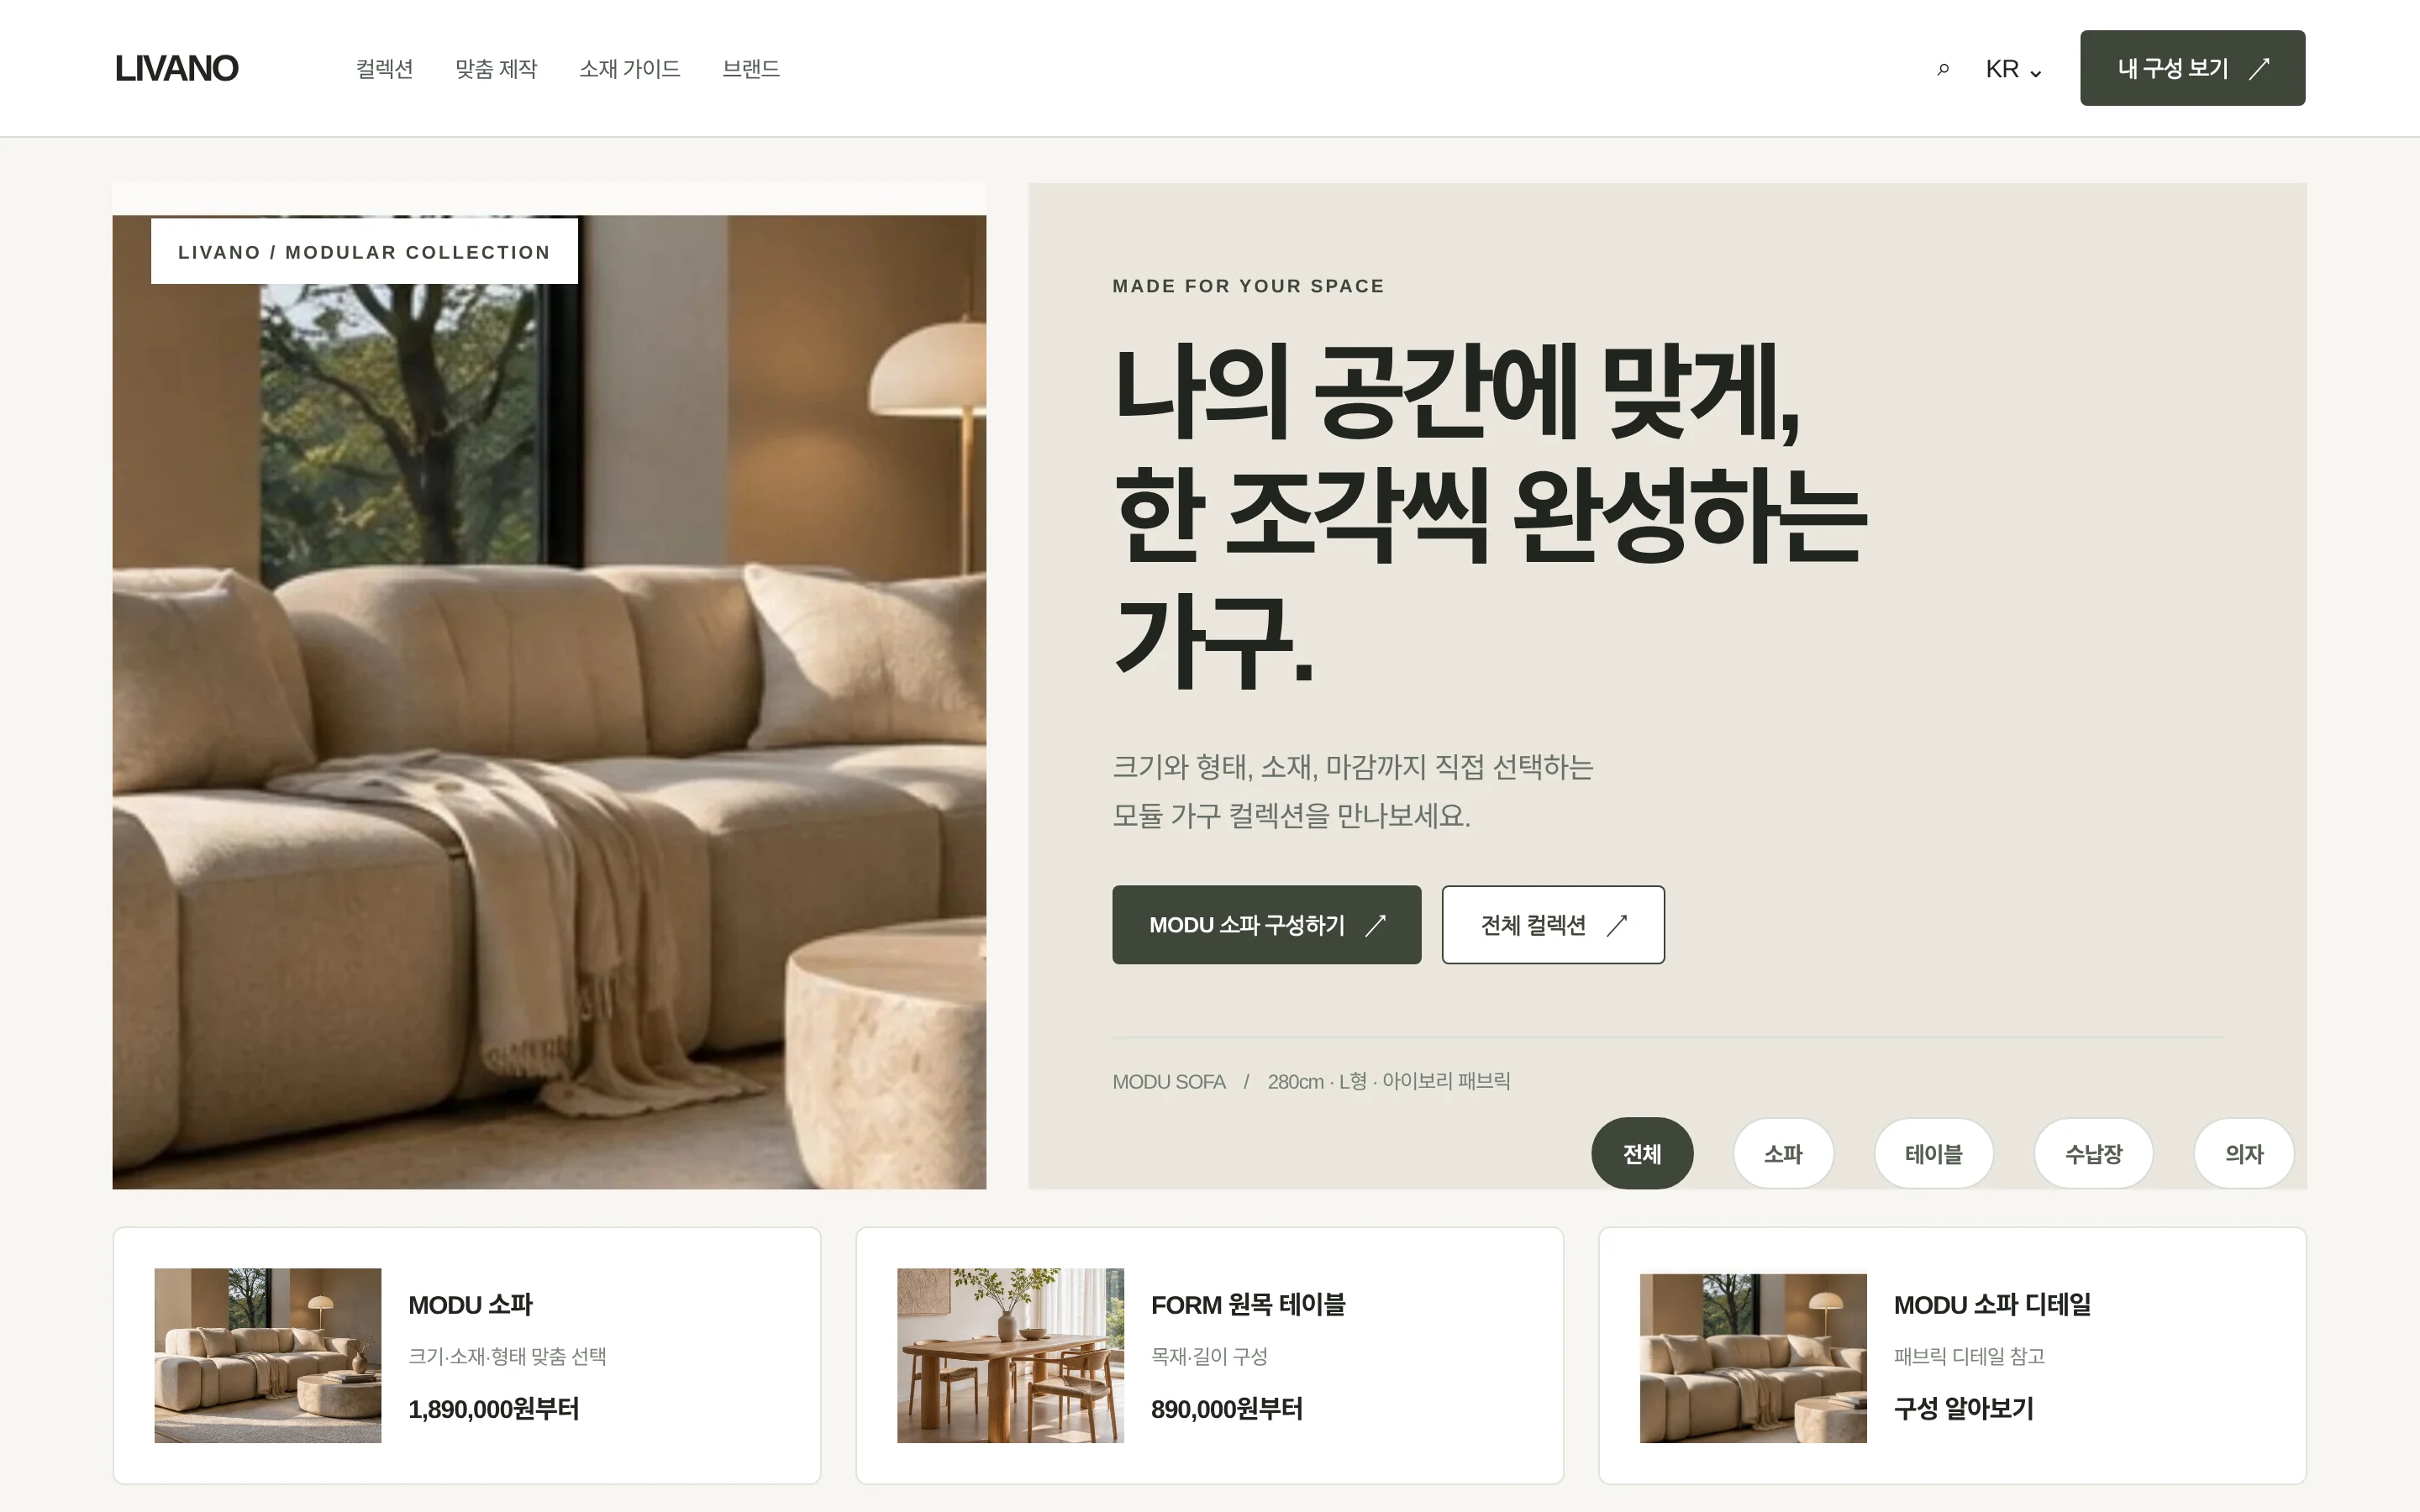 LIVANO
컬렉션
맞춤 제작
소재 가이드
브랜드
KR
내 구성 보기
LIVANO / MODULAR COLLECTION
MADE FOR YOUR SPACE
나의 공간에 맞게,
한 조각씩 완성하는
가구.
크기와 형태, 소재, 마감까지 직접 선택하는
모듈 가구 컬렉션을 만나보세요.
MODU 소파 구성하기
전체 컬렉션
MODU SOFA / 280cm · L형 · 아이보리 패브릭
전체
소파
테이블
수납장
의자
MODU 소파
크기·소재·형태 맞춤 선택
1,890,000원부터
FORM 원목 테이블
목재·길이 구성
890,000원부터
MODU 소파 디테일
패브릭 디테일 참고
구성 알아보기